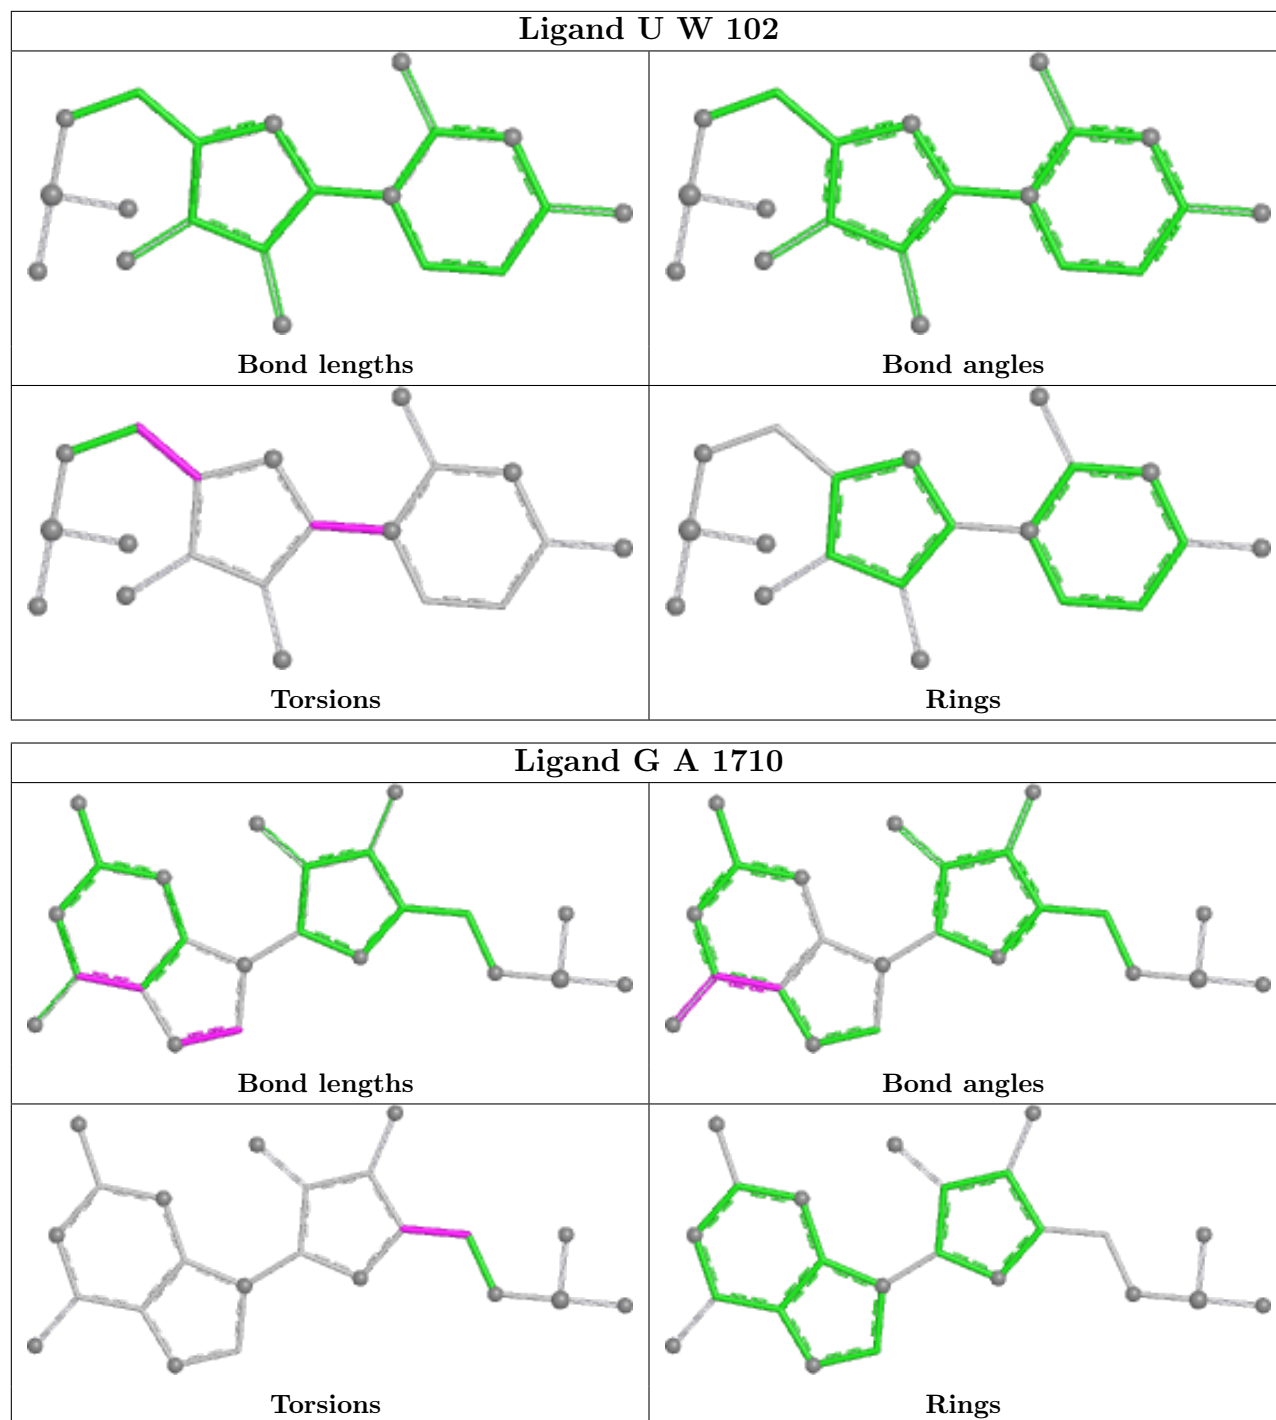 Ligand U W 102
Bond lengths
Bond angles
Torsions
Rings
Ligand G A 1710
Bond lengths
Bond angles
Torsions
Rings